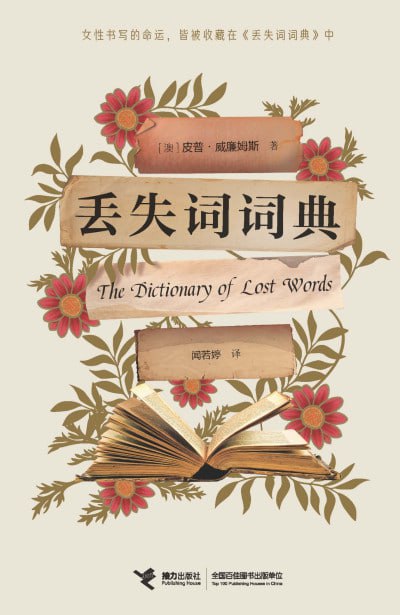 女性书写的命运，皆被收藏在《丢失词词典》中
［澳］皮普·威廉姆斯 著
丢失词词典
The Dictionary of Lost Words
闻若婷 译
接力出版社
Publishing House
全国百佳图书出版单位
Top 100 Publishing Houses in China